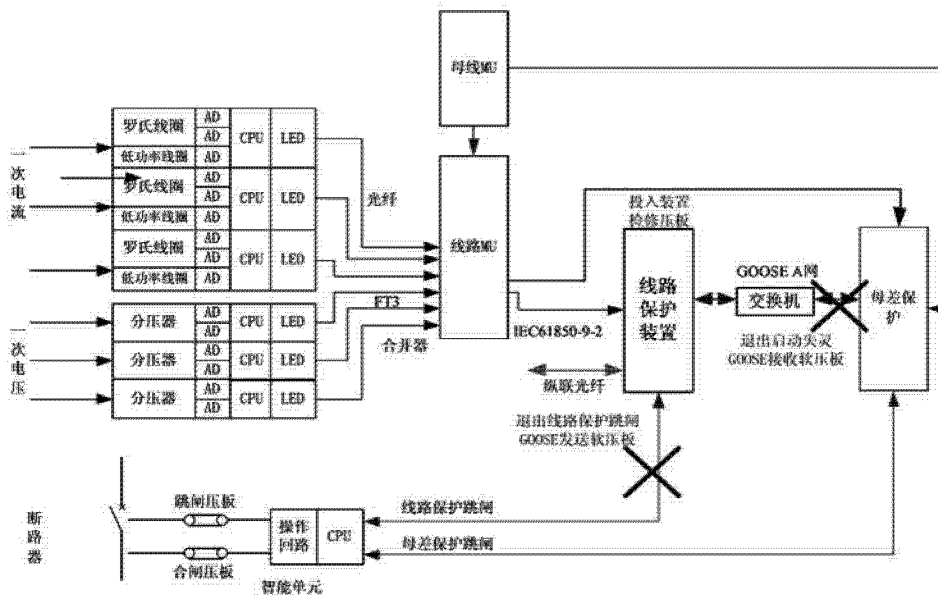 母线MU
罗氏线圈
AD
AD
CPU
LED
低功率线圈
AD
罗氏线圈
AD
AD
CPU
LED
低功率线圈
AD
罗氏线圈
AD
AD
CPU
LED
低功率线圈
AD
一次电流
光纤
线路MU
投入装置
检修压板
线路
保护
装置
GOOSE A网
交换机
母差保
护
FT3
合并器
IEC61850-9-2
退出启动失灵
GOOSE接收软压板
纵联光纤
一次电压
分压器
AD
AD
CPU
LED
分压器
AD
AD
CPU
LED
分压器
AD
AD
CPU
LED
退出线路保护跳闸
GOOSE发送软压板
断路器
跳闸压板
合闸压板
操作
回路
CPU
智能单元
线路保护跳闸
母差保护跳闸